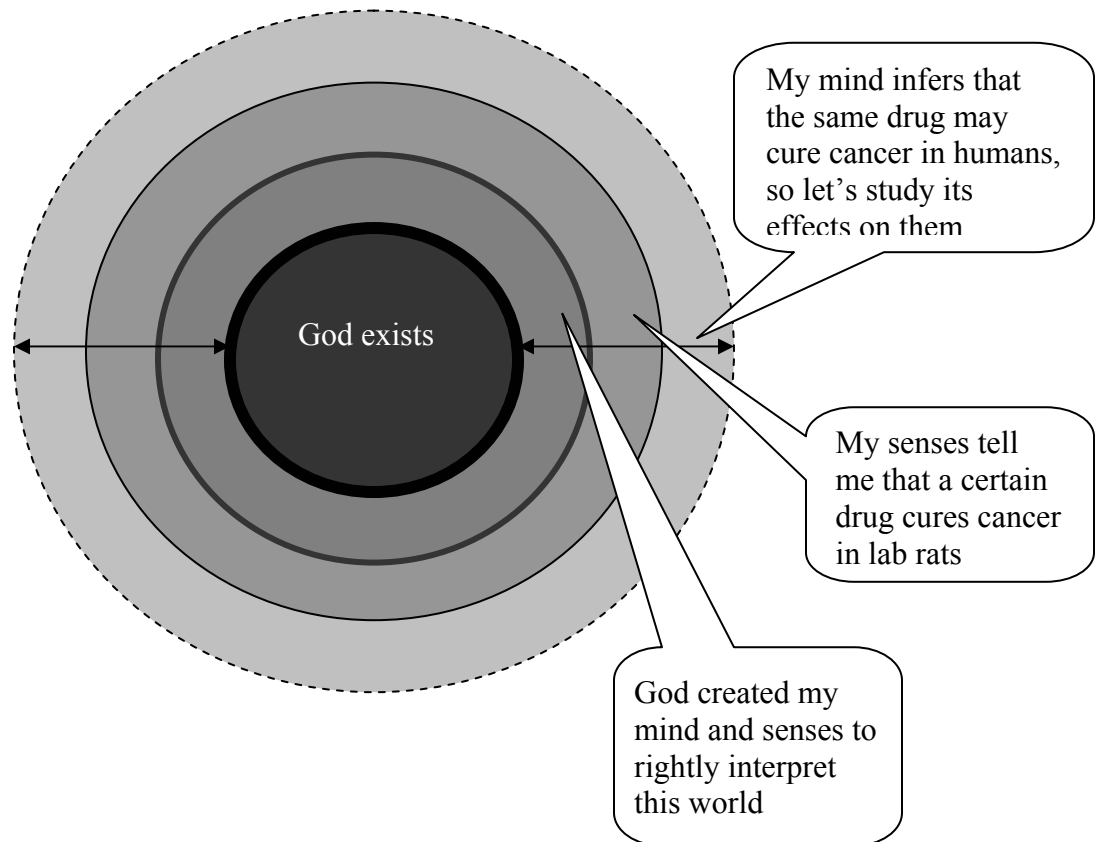 My mind infers that
the same drug may
cure cancer in humans,
so let’s study its
effects on them
God exists
My senses tell
me that a certain
drug cures cancer
in lab rats
God created my
mind and senses to
rightly interpret
this world